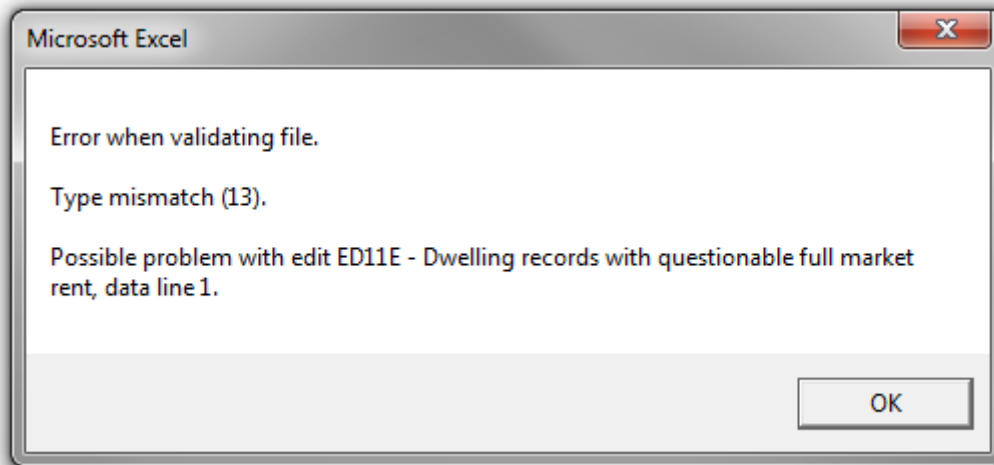 Microsoft Excel
Error when validating file.
Type mismatch (13).
Possible problem with edit ED11E - Dwelling records with questionable full market
rent, data line 1.
OK